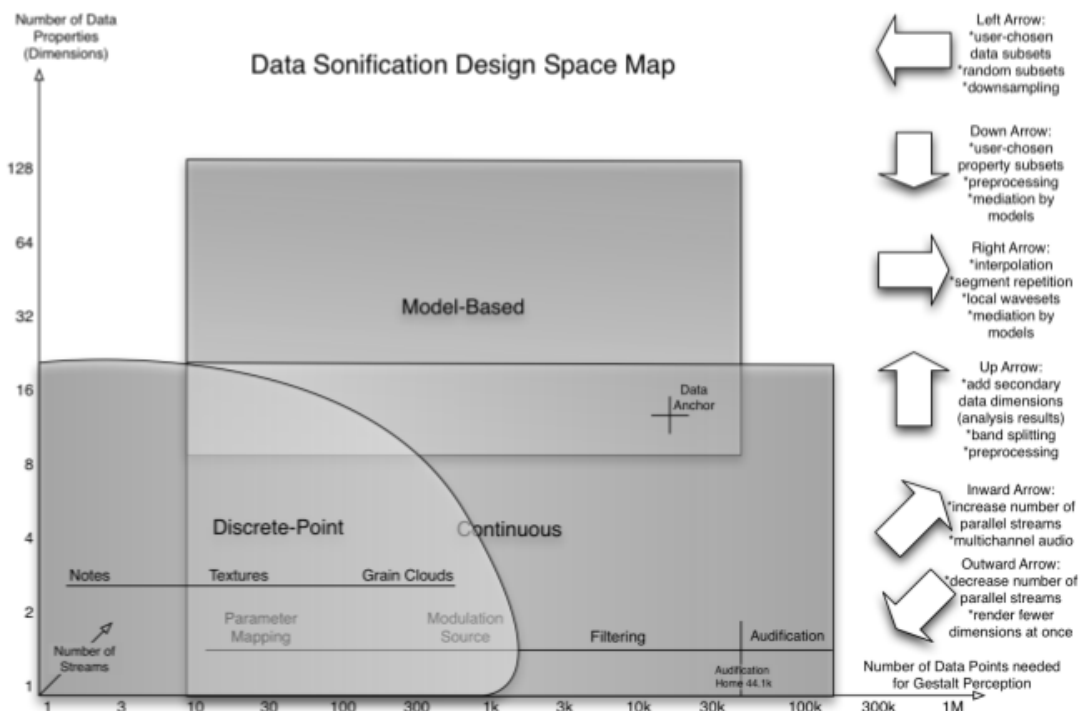 Number of Data
Properties
(Dimensions)
Data Sonification Design Space Map
128
64
32
16
8
4
2
1
Model-Based
Data
Anchor
Discrete-Point
Continuous
Notes
Textures
Grain Clouds
Parameter
Mapping
Modulation
Source
Filtering
Audification
Number of
Streams
Audification
Home 44.1k
Number of Data Points needed
for Gestalt Perception
1
3
10
30
100
300
1k
3k
10k
30k
100k
300k
1M
Left Arrow:
*user-chosen
data subsets
*random subsets
*downsampling
Down Arrow:
*user-chosen
property subsets
*preprocessing
*mediation by
models
Right Arrow:
*interpolation
*segment repetition
*local wavesets
*mediation by
models
Up Arrow:
*add secondary
data dimensions
(analysis results)
*band splitting
*preprocessing
Inward Arrow:
*increase number of
parallel streams
*multichannel audio
Outward Arrow:
*decrease number of
parallel streams
*render fewer
dimensions at once